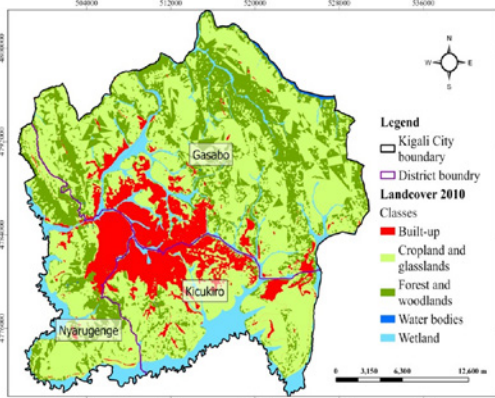 504000 512000 520000 528000 536000
N
W E
S
Legend
Kigali City
boundary
District boundry
Landcover 2010
Classes
Built-up
Cropland and
glasslands
Forest and
woodlands
Water bodies
Wetland
Gasabo
Kicukiro
Nyarugenge
0 3,150 6,300 12,600 m